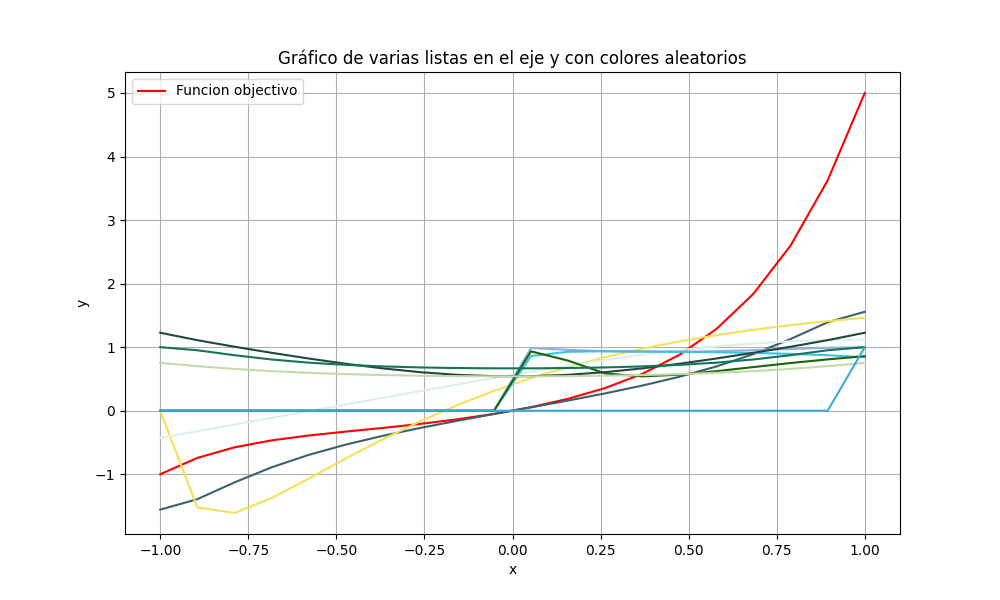 Gráfico de varias listas en el eje y con colores aleatorios
Funcion objectivo
5
4
3
2
1
0
−1
y
−1.00 −0.75 −0.50 −0.25 0.00 0.25 0.50 0.75 1.00
x